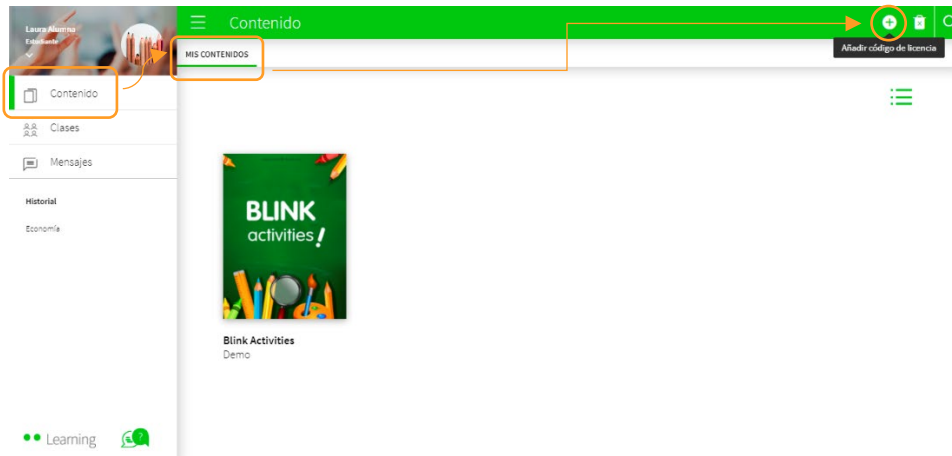 Laura Alumna
Estudiante
Contenido
MIS CONTENIDOS
Añadir código de licencia
Contenido
Clases
Mensajes
Historial
Economía
BLINK
activities!
Blink Activities
Demo
Learning
?